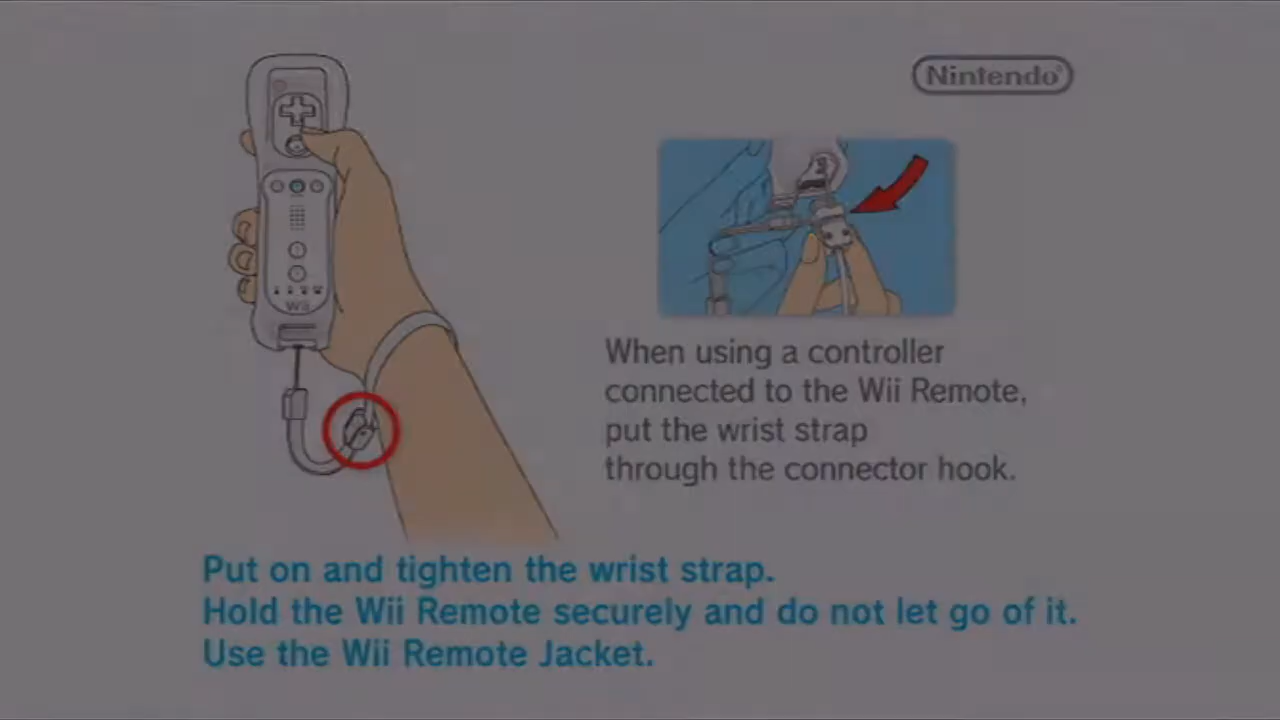 Nintendo®
Wii
When using a controller
connected to the Wii Remote,
put the wrist strap
through the connector hook.
Put on and tighten the wrist strap.
Hold the Wii Remote securely and do not let go of it.
Use the Wii Remote Jacket.